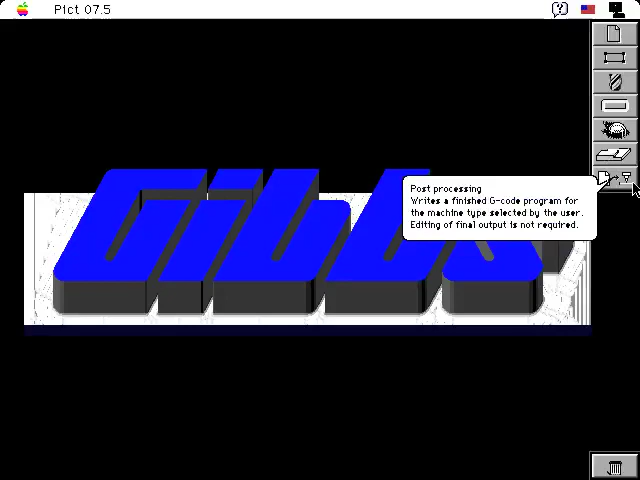 Pict 07.5
Post processing
Writes a finished G-code program for
the machine type selected by the user.
Editing of final output is not required.
Gibbs